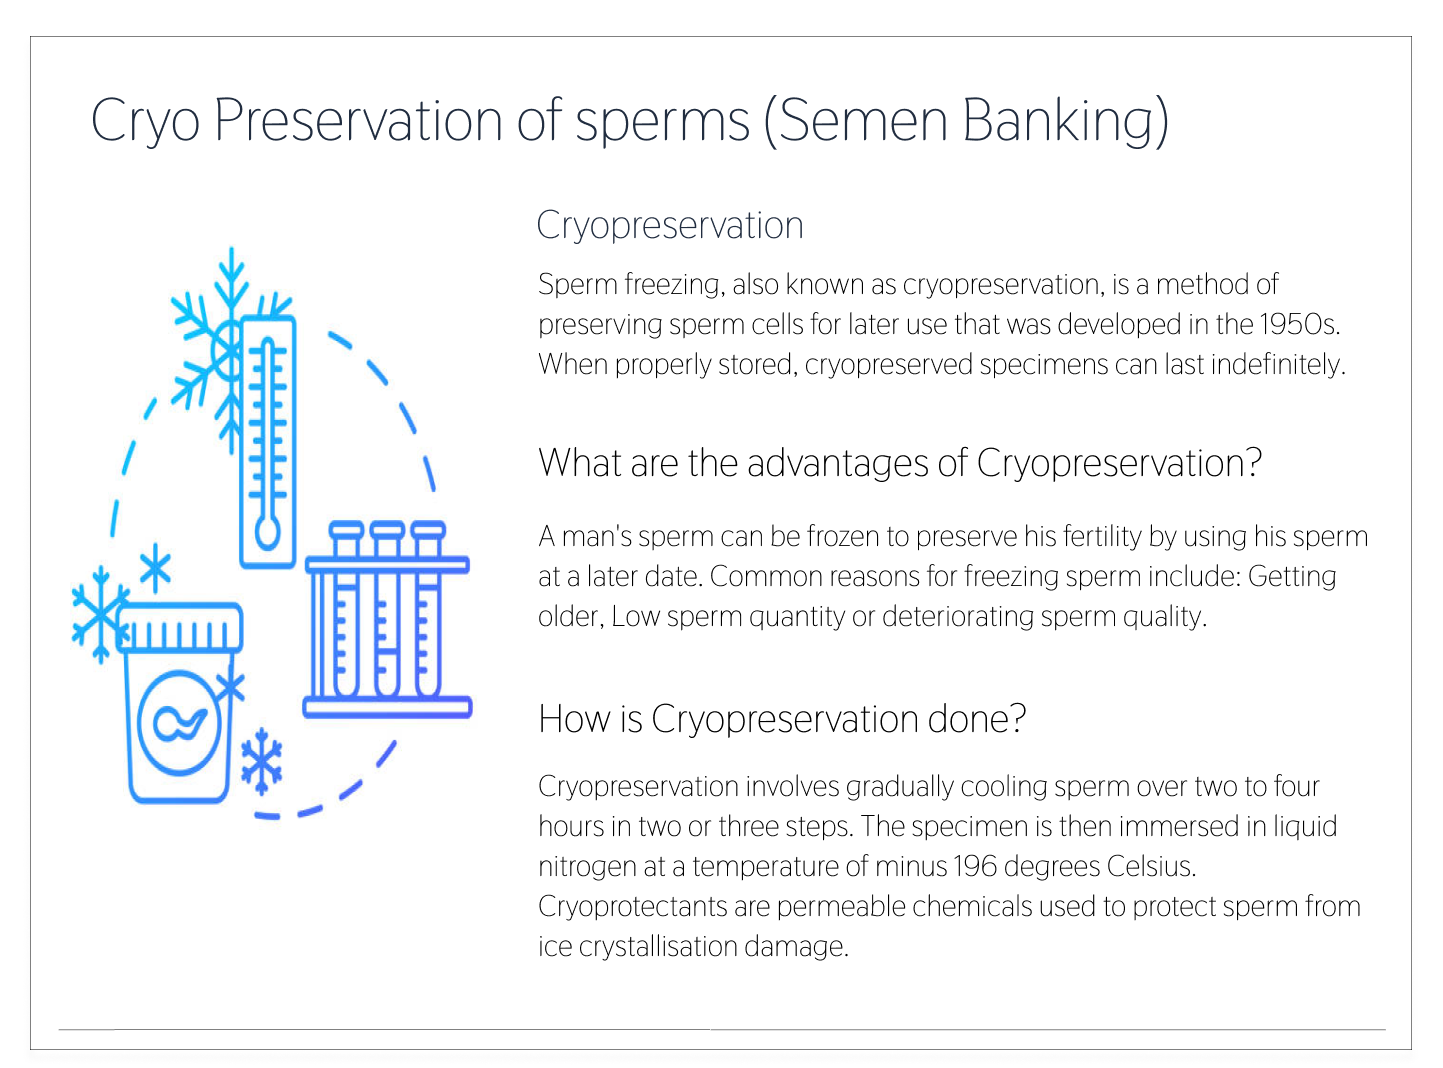 Cryo Preservation of sperms (Semen Banking)
Cryopreservation
Sperm freezing, also known as cryopreservation, is a method of
preserving sperm cells for later use that was developed in the 1950s.
When properly stored, cryopreserved specimens can last indefinitely.
What are the advantages of Cryopreservation?
A man's sperm can be frozen to preserve his fertility by using his sperm
at a later date. Common reasons for freezing sperm include: Getting
older, Low sperm quantity or deteriorating sperm quality.
How is Cryopreservation done?
Cryopreservation involves gradually cooling sperm over two to four
hours in two or three steps. The specimen is then immersed in liquid
nitrogen at a temperature of minus 196 degrees Celsius.
Cryoprotectants are permeable chemicals used to protect sperm from
ice crystallisation damage.